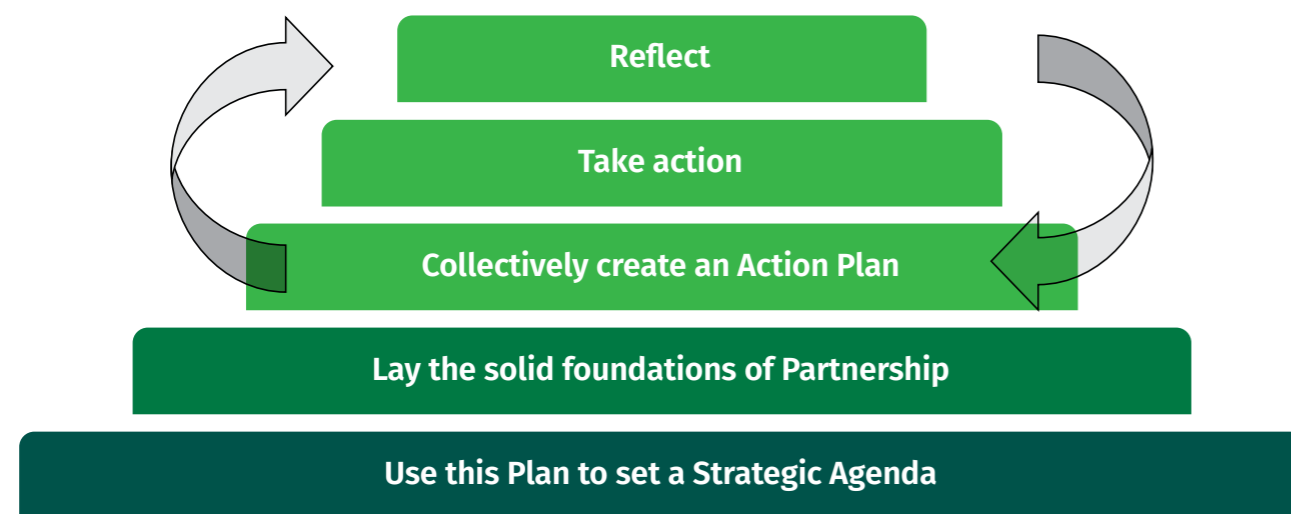 Reflect
Take action
Collectively create an Action Plan
Lay the solid foundations of Partnership
Use this Plan to set a Strategic Agenda